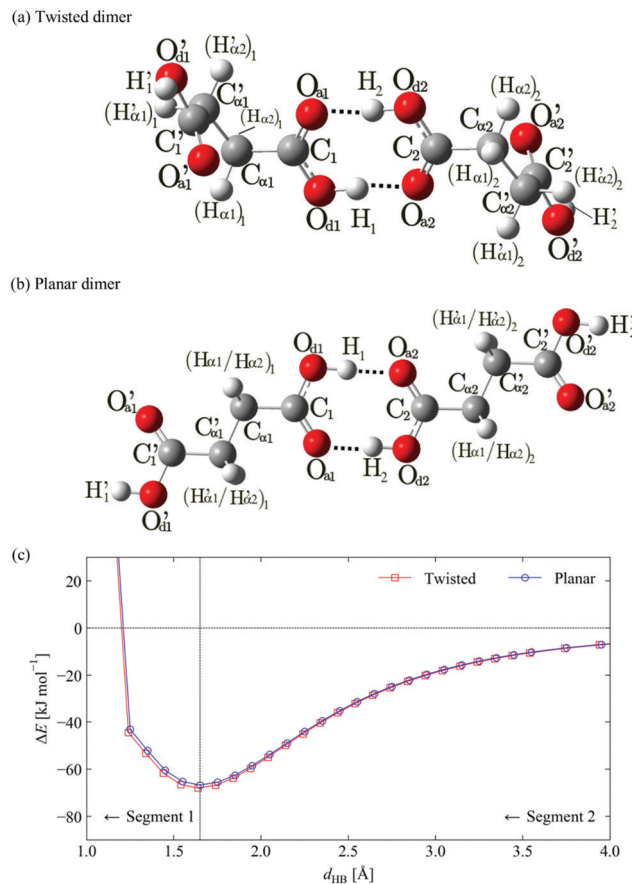 (a) Twisted dimer
O'd1
(H'α2)1
H'1
C'α1
(H'α1)1
(Hα2)1
C'1
O'a1
Cα1
(Hα1)1
Oa1
C1
Od1
H1
H2
Od2
C2
Oa2
(Hα2)2
Cα2
O'a2
(Hα1)2
C'2
C'α2
(H'α2)2
H'2
(H'α1)2
O'd2
(b) Planar dimer
(H'α1/H'α2)2
O'd2
H'2
C'2
Od1
H1
Oa2
(Hα1/Hα2)1
C'α2
Cα2
O'a2
O'a1
C'α1
Cα1
C1
C2
C'1
(Hα1/Hα2)2
Oa1
H2
Od2
H'1
(H'α1/H'α2)1
O'd1
(c)
20
0
−20
−40
−60
−80
ΔE [kJ mol−1]
Twisted
Planar
← Segment 1
← Segment 2
1.0 1.5 2.0 2.5 3.0 3.5 4.0
dHB [Å]